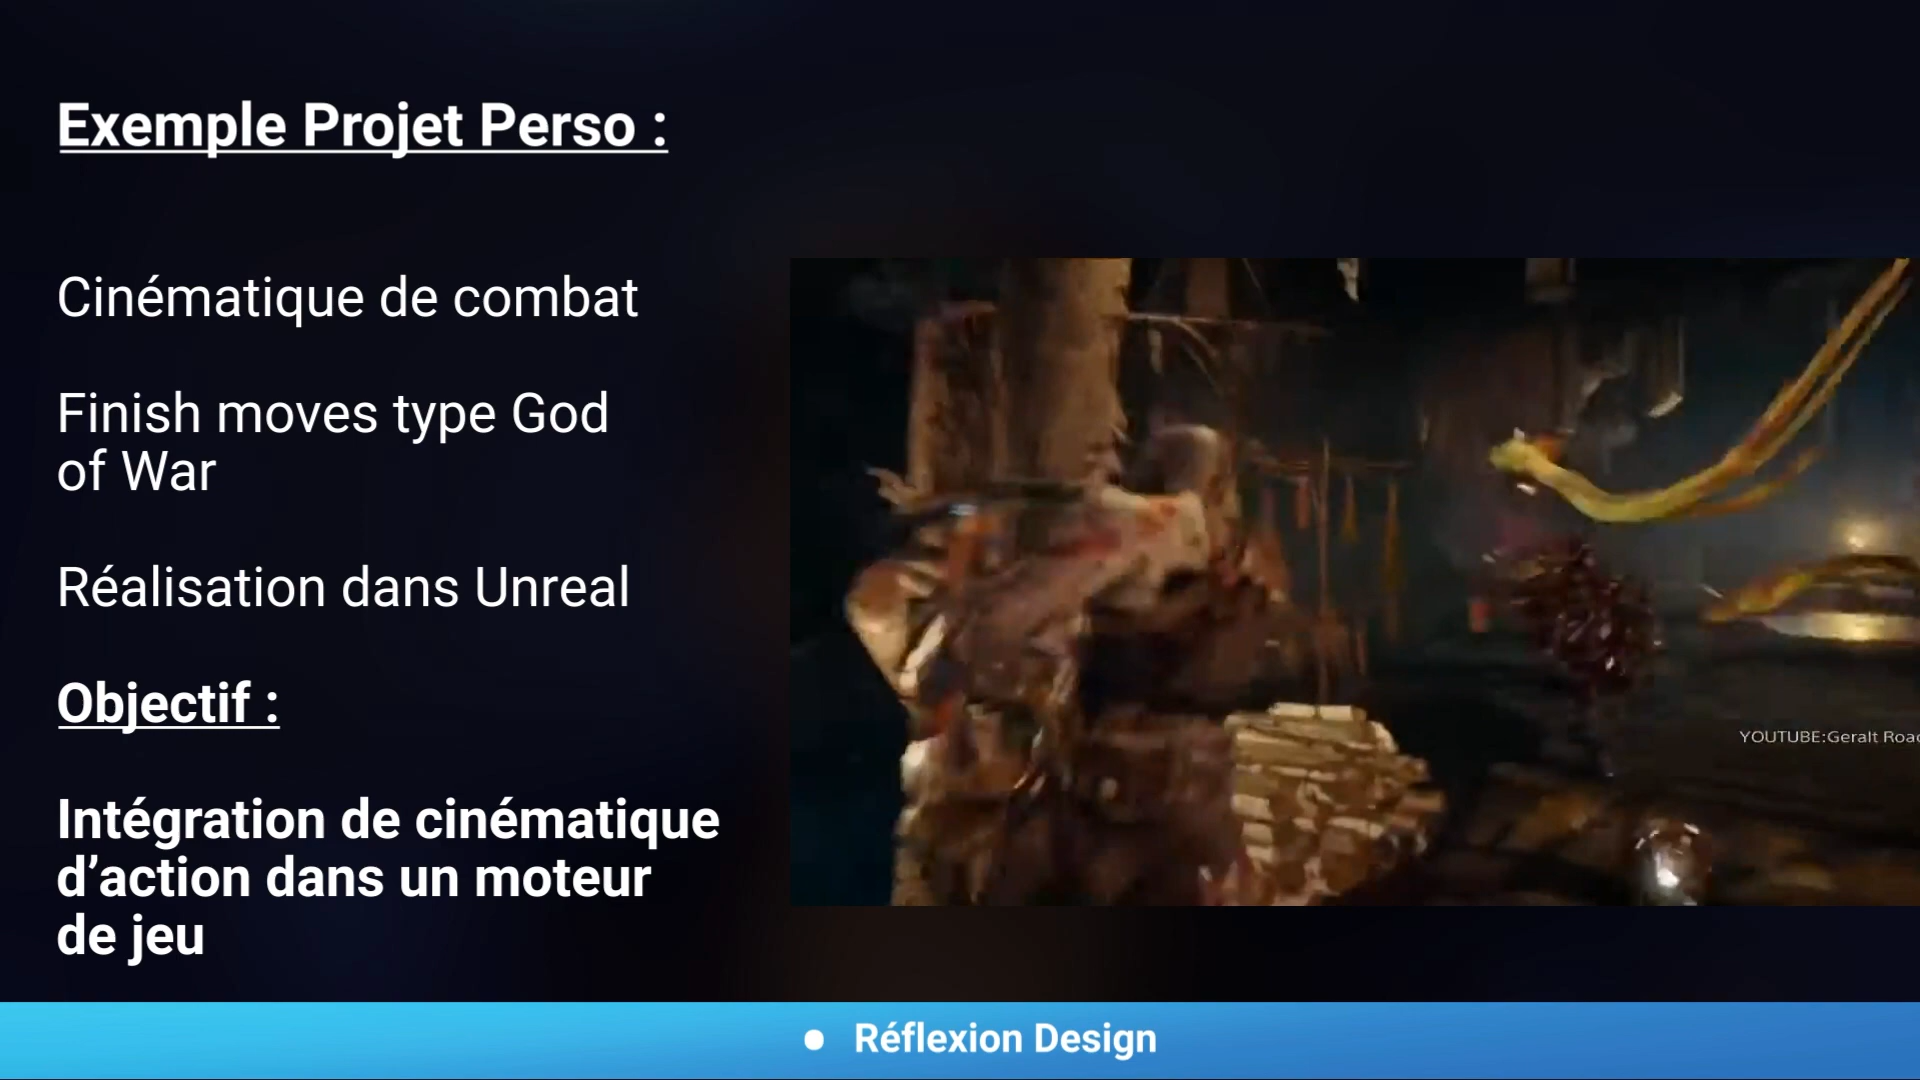 Exemple Projet Perso :
Cinématique de combat
Finish moves type God
of War
Réalisation dans Unreal
Objectif :
Intégration de cinématique
d’action dans un moteur
de jeu
YOUTUBE:Geralt
• Réflexion Design